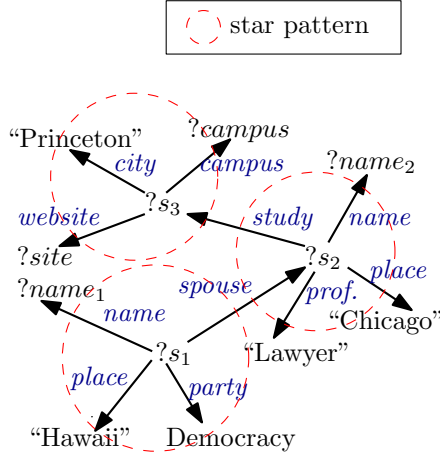 star pattern
?campus
"Princeton"
city
campus
?name₂
?s₃
website
study
name
?site
?s₂
?name₁
spouse
place
name
prof.
"Chicago"
?s₁
"Lawyer"
place
party
"Hawaii"
Democracy